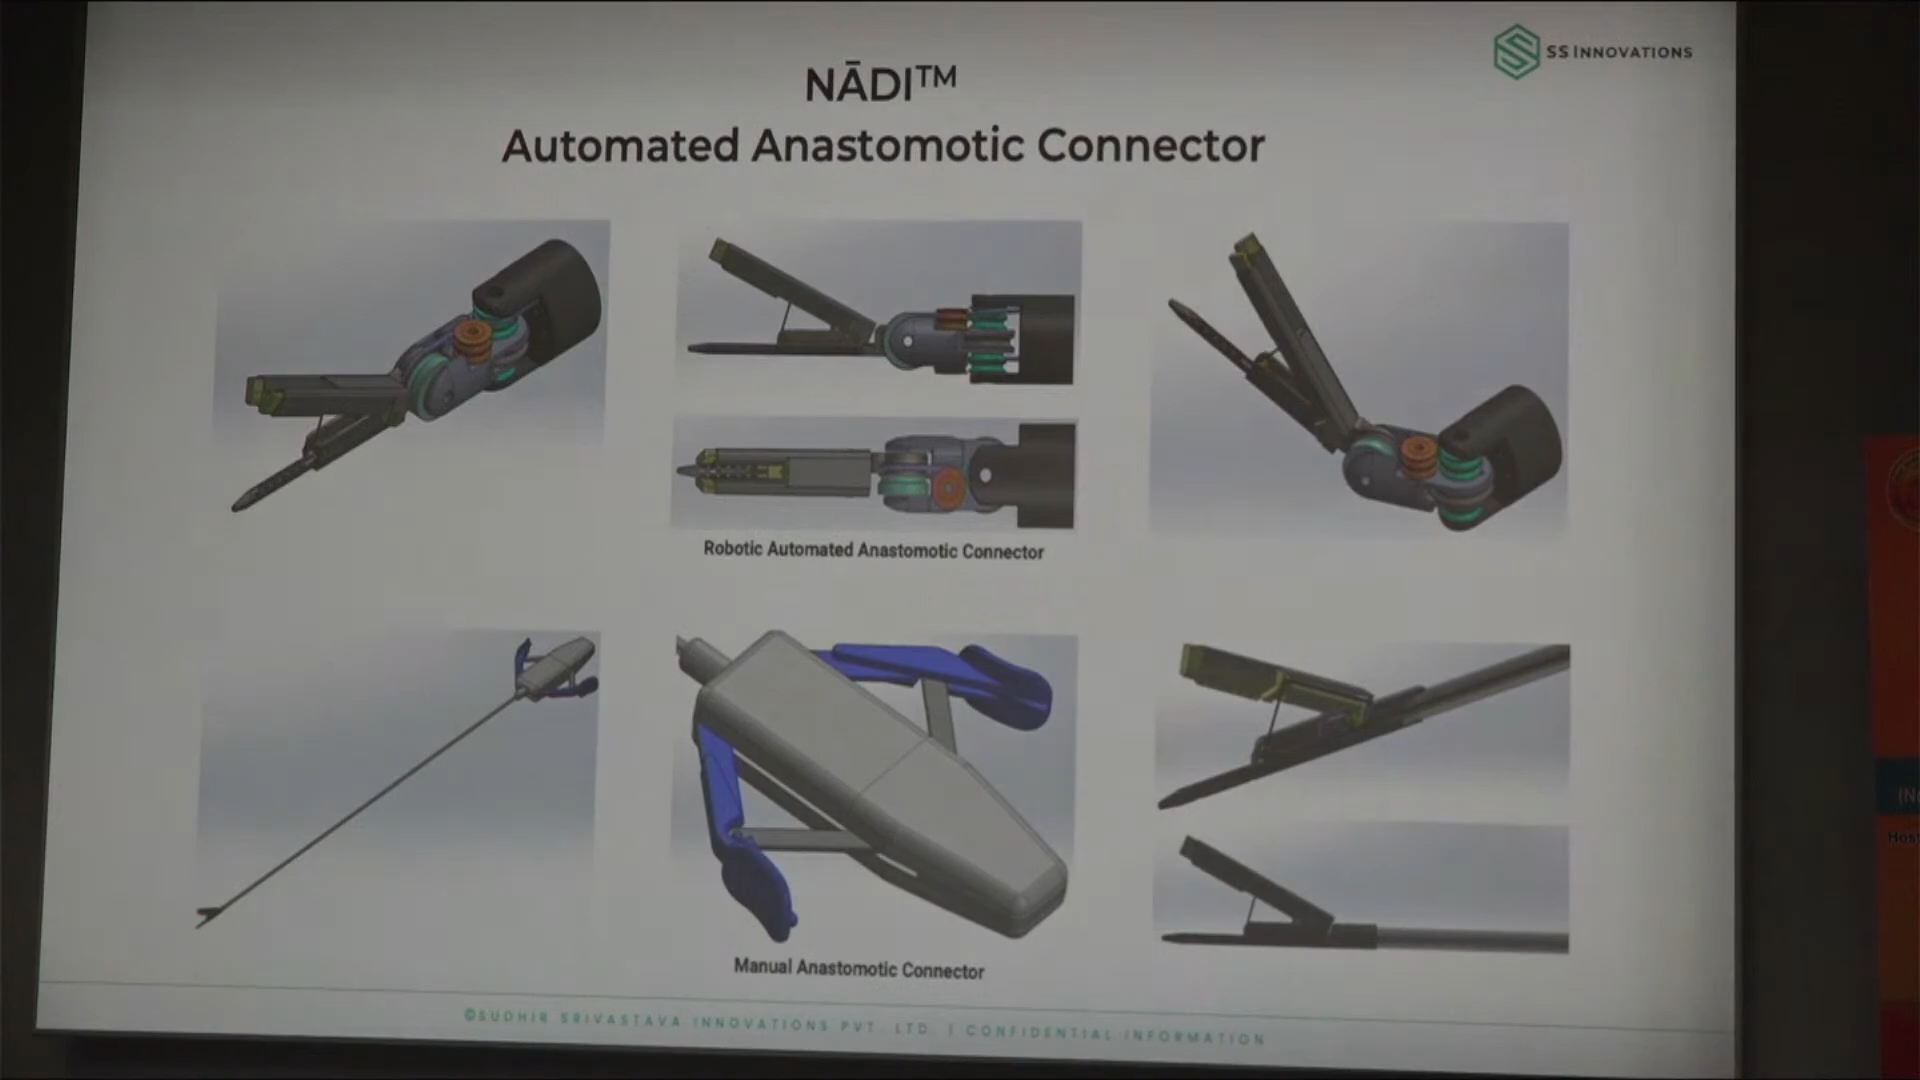 SS INNOVATIONS
NĀDI™
Automated Anastomotic Connector
Robotic Automated Anastomotic Connector
Manual Anastomotic Connector
©SUDHIR SRIVASTAVA INNOVATIONS PVT. LTD. | CONFIDENTIAL INFORMATION